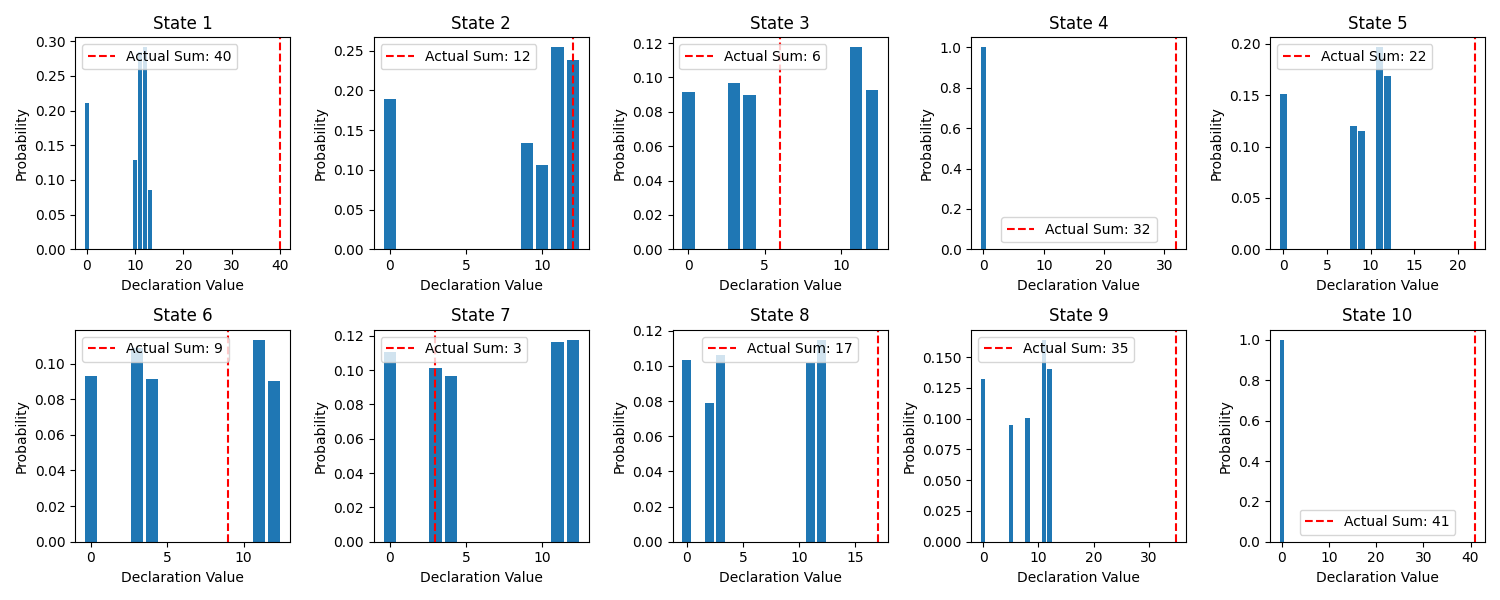 State 1
Actual Sum: 40
0.30
0.25
0.20
0.15
0.10
0.05
0.00
Probability
0 10 20 30 40
Declaration Value
State 2
Actual Sum: 12
0.25
0.20
0.15
0.10
0.05
0.00
Probability
0 5 10
Declaration Value
State 3
Actual Sum: 6
0.12
0.10
0.08
0.06
0.04
0.02
0.00
Probability
0 5 10
Declaration Value
State 4
Actual Sum: 32
1.0
0.8
0.6
0.4
0.2
0.0
Probability
0 10 20 30
Declaration Value
State 5
Actual Sum: 22
0.20
0.15
0.10
0.05
0.00
Probability
0 5 10 15 20
Declaration Value
State 6
Actual Sum: 9
0.10
0.08
0.06
0.04
0.02
0.00
Probability
0 5 10
Declaration Value
State 7
Actual Sum: 3
0.12
0.10
0.08
0.06
0.04
0.02
0.00
Probability
0 5 10
Declaration Value
State 8
Actual Sum: 17
0.12
0.10
0.08
0.06
0.04
0.02
0.00
Probability
0 5 10 15
Declaration Value
State 9
Actual Sum: 35
0.150
0.125
0.100
0.075
0.050
0.025
0.000
Probability
0 10 20 30
Declaration Value
State 10
Actual Sum: 41
1.0
0.8
0.6
0.4
0.2
0.0
Probability
0 10 20 30 40
Declaration Value